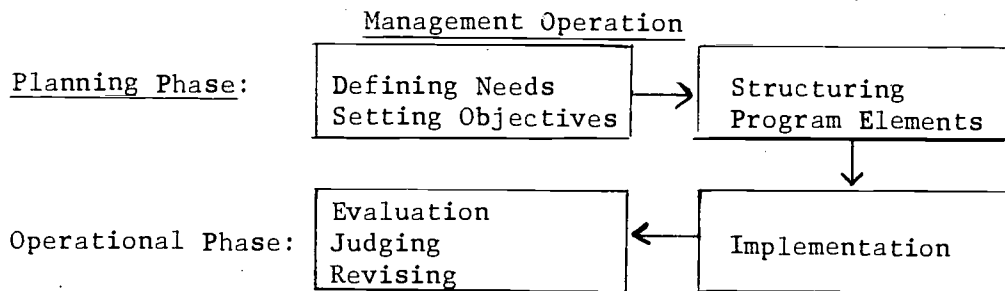 Management Operation
Planning Phase:
Defining Needs
Setting Objectives
Structuring
Program Elements
Operational Phase:
Evaluation
Judging
Revising
Implementation